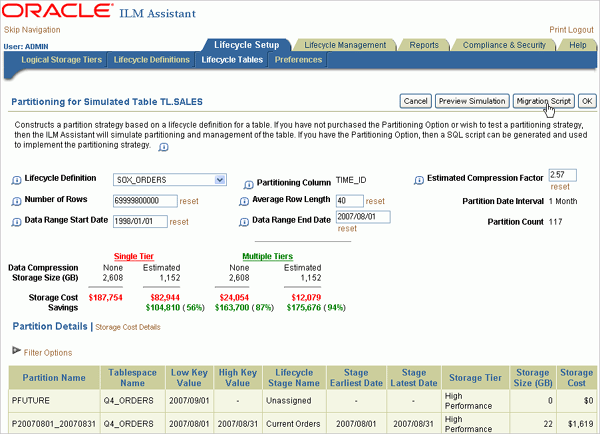 ORACLE ILM Assistant
Skip Navigation Print Logout
User: ADMIN Lifecycle Setup Lifecycle Management Reports Compliance & Security Help
Logical Storage Tiers Lifecycle Definitions Lifecycle Tables Preferences
Partitioning for Simulated Table TL.SALES Cancel Preview Simulation Migration Script OK
Constructs a partition strategy based on a lifecycle definition for a table. If you have not purchased the Partitioning Option or wish to test a partitioning strategy,
then the ILM Assistant will simulate partitioning and management of the table. If you have the Partitioning Option, then a SQL script can be generated and used
to implement the partitioning strategy.
Lifecycle Definition SOX_ORDERS Partitioning Column TIME_ID Estimated Compression Factor 2.57
reset
Number of Rows 69999800000 reset Average Row Length 40 reset Partition Date Interval 1 Month
Data Range Start Date 1998/01/01 reset Data Range End Date 2007/08/01 Partition Count 117
reset
Single Tier Multiple Tiers
Data Compression None Estimated None Estimated
Storage Size (GB) 2,608 1,152 2,608 1,152
Storage Cost $187,754 $82,944 $24,054 $12,079
Savings $104,810 (56%) $163,700 (87%) $175,676 (94%)
Partition Details | Storage Cost Details
Filter Options
Partition Name Tablespace Name Low Key Value High Key Value Lifecycle Stage Name Stage Earliest Date Stage Latest Date Storage Tier Storage Size (GB) Storage Cost
PFUTURE Q4_ORDERS 2007/09/01 - Unassigned - - High Performance 0 $0
P20070801_20070831 Q4_ORDERS 2007/08/01 2007/08/31 Current Orders 2007/08/01 2007/08/31 High Performance 22 $1,619